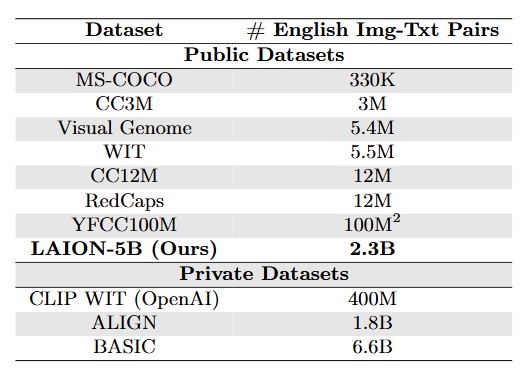 Dataset # English Img-Txt Pairs
Public Datasets
MS-COCO 330K
CC3M 3M
Visual Genome 5.4M
WIT 5.5M
CC12M 12M
RedCaps 12M
YFCC100M 100M²
LAION-5B (Ours) 2.3B
Private Datasets
CLIP WIT (OpenAI) 400M
ALIGN 1.8B
BASIC 6.6B